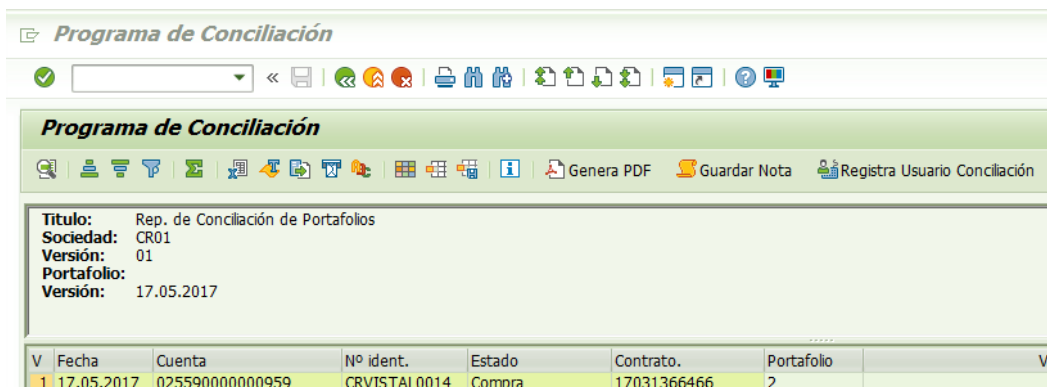 Programa de Conciliación
Programa de Conciliación
Genera PDF Guardar Nota Registra Usuario Conciliación
Titulo: Rep. de Conciliación de Portafolios
Sociedad: CR01
Versión: 01
Portafolio:
Versión: 17.05.2017
V Fecha Cuenta Nº ident. Estado Contrato. Portafolio V
1 17.05.2017 025590000000959 CRVISTAL0014 Compra 17031366466 2